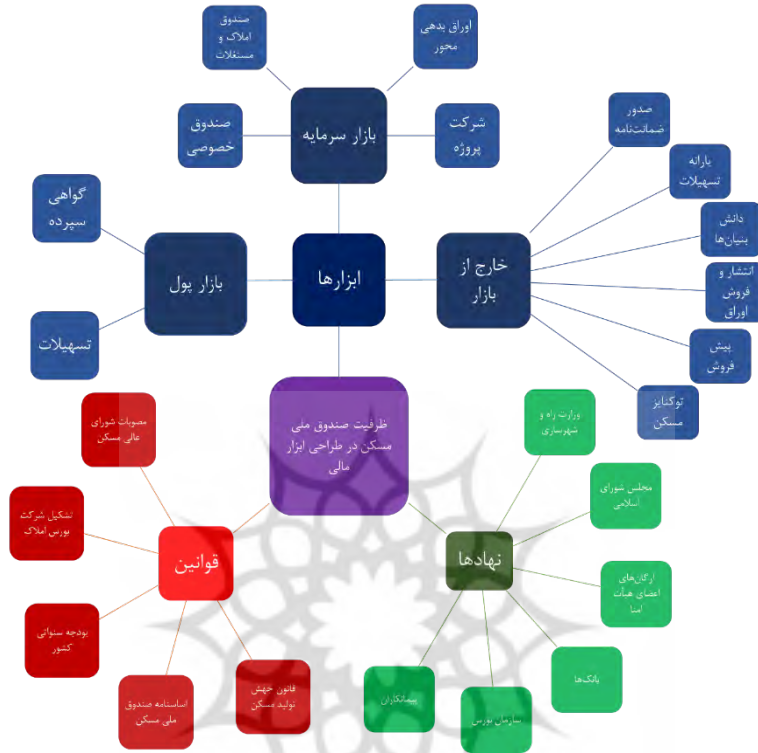 صندوق
املاک و
مستغلات
اوراق بدهی
محور
صندوق
خصوصی
بازار سرمایه
شرکت
پروژه
صدور
ضمانت‌نامه
یارانه
تسهیلات
دانش
بنیان‌ها
انتشار و
فروش
اوراق
پیش
فروش
توکنایز
مسکن
گواهی
سپرده
بازار پول
ابزارها
خارج از
بازار
تسهیلات
ظرفیت صندوق ملی
مسکن در طراحی ابزار
مالی
مصوبات شورای
عالی مسکن
تشکیل شرکت
بورس املاک
قوانین
بودجه سنواتی
کشور
اساسنامه صندوق
ملی مسکن
قانون جهش
تولید مسکن
وزارت راه و
شهرسازی
مجلس شورای
اسلامی
نهادها
ارگان‌های
اعضای هیأت
امنا
بانک‌ها
سازمان بورس
پیمانکاران